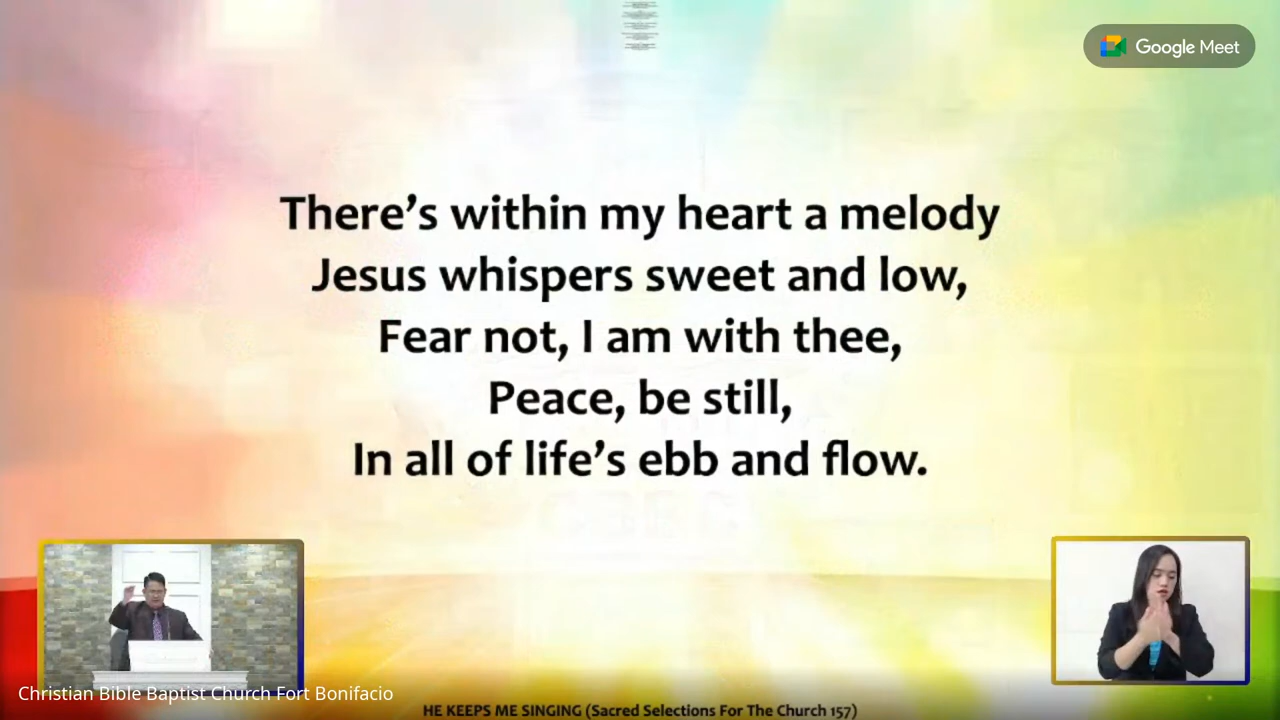 Google Meet
There's within my heart a melody
Jesus whispers sweet and low,
Fear not, I am with thee,
Peace, be still,
In all of life's ebb and flow.
Christian Bible Baptist Church Fort Bonifacio
HE KEEPS ME SINGING (Sacred Selections For The Church 157)